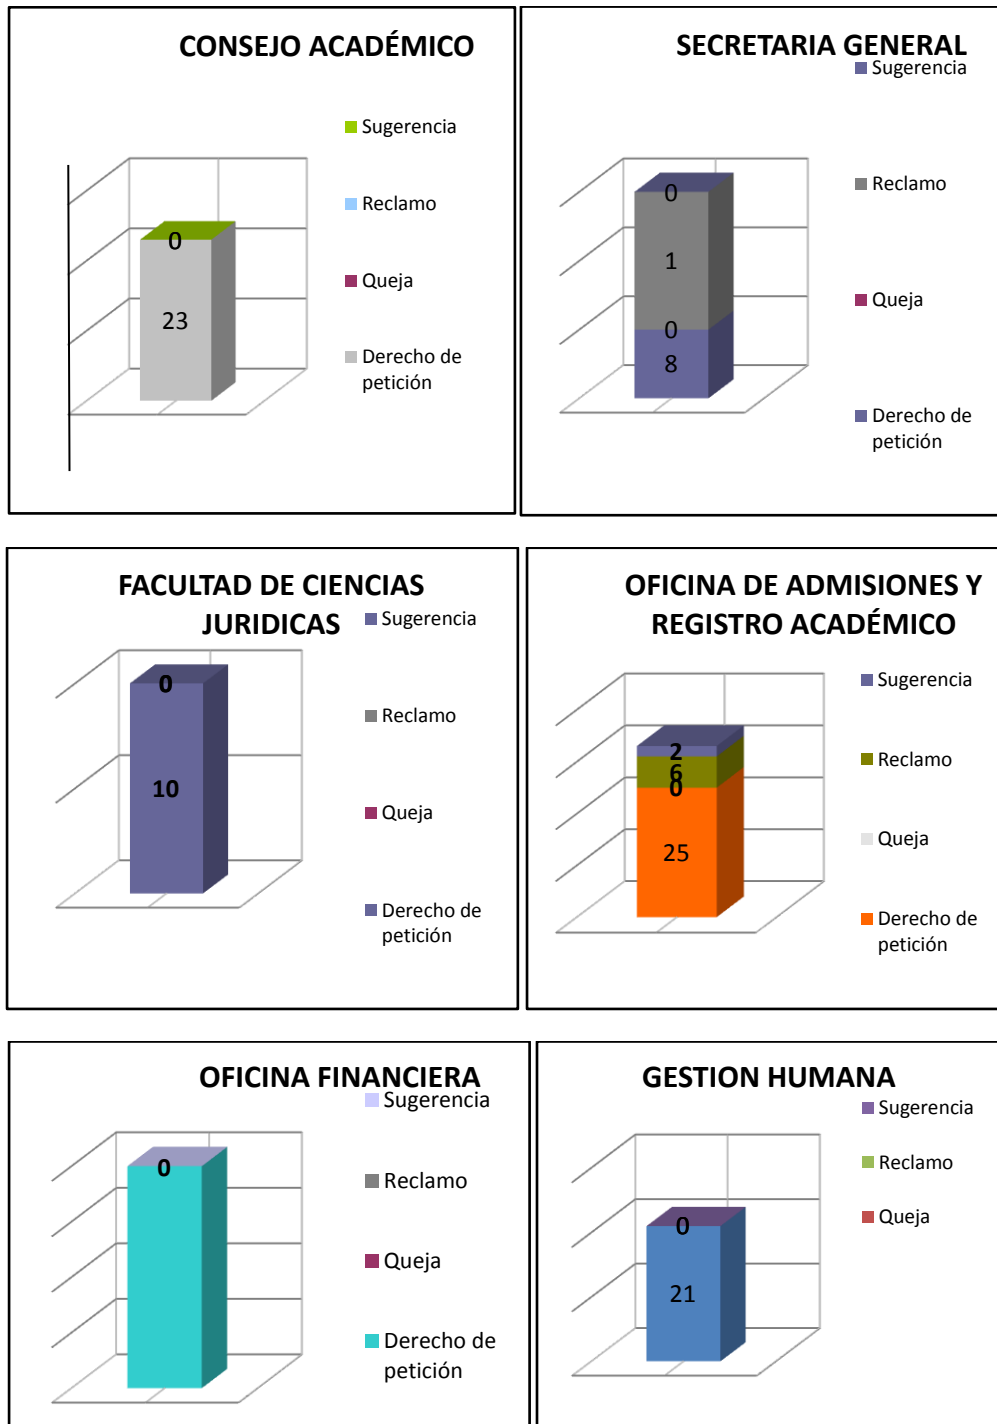 CONSEJO ACADÉMICO
Sugerencia
Reclamo
Queja
Derecho de
petición
0
23
SECRETARIA GENERAL
Sugerencia
Reclamo
Queja
Derecho de
petición
0
1
0
8
FACULTAD DE CIENCIAS
JURIDICAS
Sugerencia
Reclamo
Queja
Derecho de
petición
0
10
OFICINA DE ADMISIONES Y
REGISTRO ACADÉMICO
Sugerencia
Reclamo
Queja
Derecho de
petición
2
6
0
25
OFICINA FINANCIERA
Sugerencia
Reclamo
Queja
Derecho de
petición
0
GESTION HUMANA
Sugerencia
Reclamo
Queja
0
21